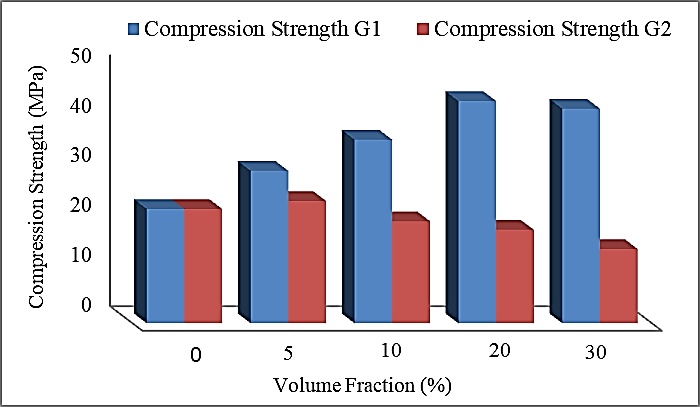 Compression Strength G1 Compression Strength G2
50
40
30
20
10
0
Compression Strength (MPa)
0 5 10 20 30
Volume Fraction (%)